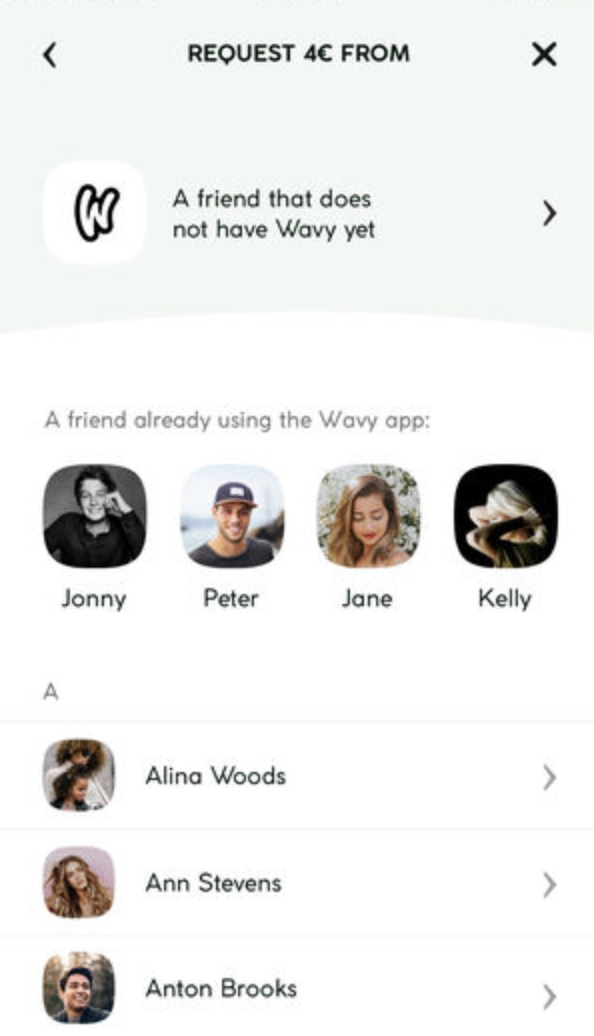 REQUEST 4€ FROM
W
A friend that does
not have Wavy yet
A friend already using the Wavy app:
Jonny Peter Jane Kelly
A
Alina Woods
Ann Stevens
Anton Brooks